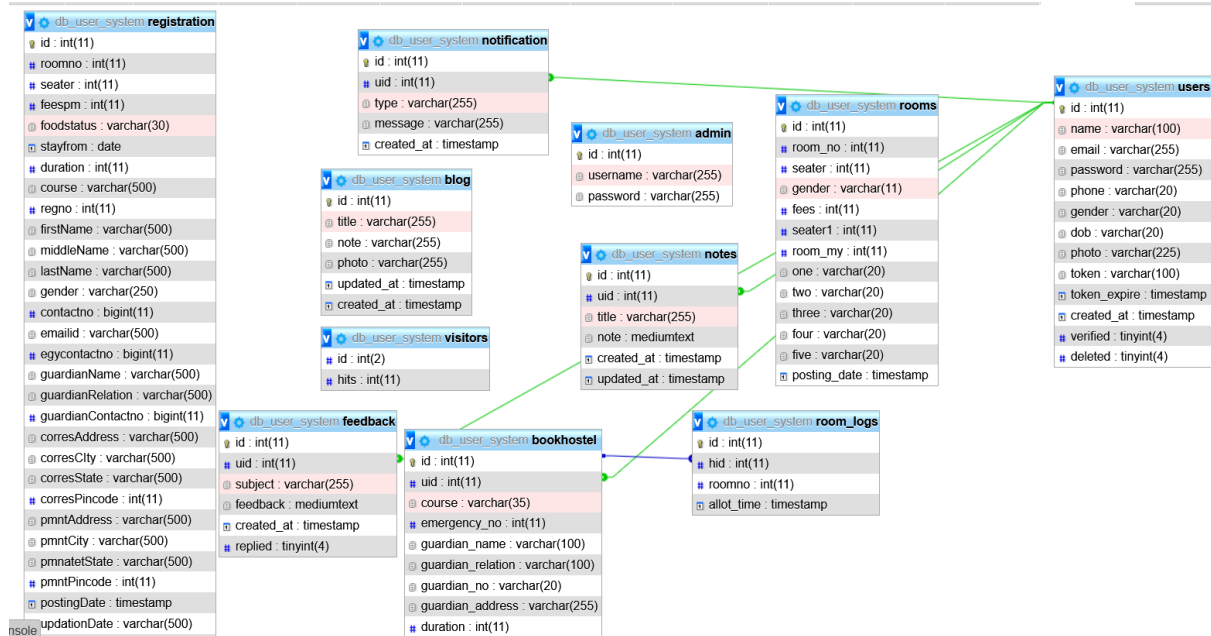 db_user_system registration
id : int(11)
roomno : int(11)
seater : int(11)
feespm : int(11)
foodstatus : varchar(30)
stayfrom : date
duration : int(11)
course : varchar(500)
regno : int(11)
firstName : varchar(500)
middleName : varchar(500)
lastName : varchar(500)
gender : varchar(250)
contactno : bigint(11)
emailid : varchar(500)
egycontactno : bigint(11)
guardianName : varchar(500)
guardianRelation : varchar(500)
guardianContactno : bigint(11)
corresAddress : varchar(500)
corresCIty : varchar(500)
corresState : varchar(500)
corresPincode : int(11)
pmntAddress : varchar(500)
pmntCity : varchar(500)
pmnatetState : varchar(500)
pmntPincode : int(11)
postingDate : timestamp
updationDate : varchar(500)
nsole
db_user_system notification
id : int(11)
uid : int(11)
type : varchar(255)
message : varchar(255)
created_at : timestamp
db_user_system blog
id : int(11)
title : varchar(255)
note : varchar(255)
photo : varchar(255)
updated_at : timestamp
created_at : timestamp
db_user_system visitors
id : int(2)
hits : int(11)
db_user_system feedback
id : int(11)
uid : int(11)
subject : varchar(255)
feedback : mediumtext
created_at : timestamp
replied : tinyint(4)
db_user_system bookhostel
id : int(11)
uid : int(11)
course : varchar(35)
emergency_no : int(11)
guardian_name : varchar(100)
guardian_relation : varchar(100)
guardian_no : varchar(20)
guardian_address : varchar(255)
duration : int(11)
db_user_system admin
id : int(11)
username : varchar(255)
password : varchar(255)
db_user_system notes
id : int(11)
uid : int(11)
title : varchar(255)
note : mediumtext
created_at : timestamp
updated_at : timestamp
db_user_system room_logs
id : int(11)
hid : int(11)
roomno : int(11)
allot_time : timestamp
db_user_system rooms
id : int(11)
room_no : int(11)
seater : int(11)
gender : varchar(11)
fees : int(11)
seater1 : int(11)
room_my : int(11)
one : varchar(20)
two : varchar(20)
three : varchar(20)
four : varchar(20)
five : varchar(20)
posting_date : timestamp
db_user_system users
id : int(11)
name : varchar(100)
email : varchar(255)
password : varchar(255)
phone : varchar(20)
gender : varchar(20)
dob : varchar(20)
photo : varchar(225)
token : varchar(100)
token_expire : timestamp
created_at : timestamp
verified : tinyint(4)
deleted : tinyint(4)